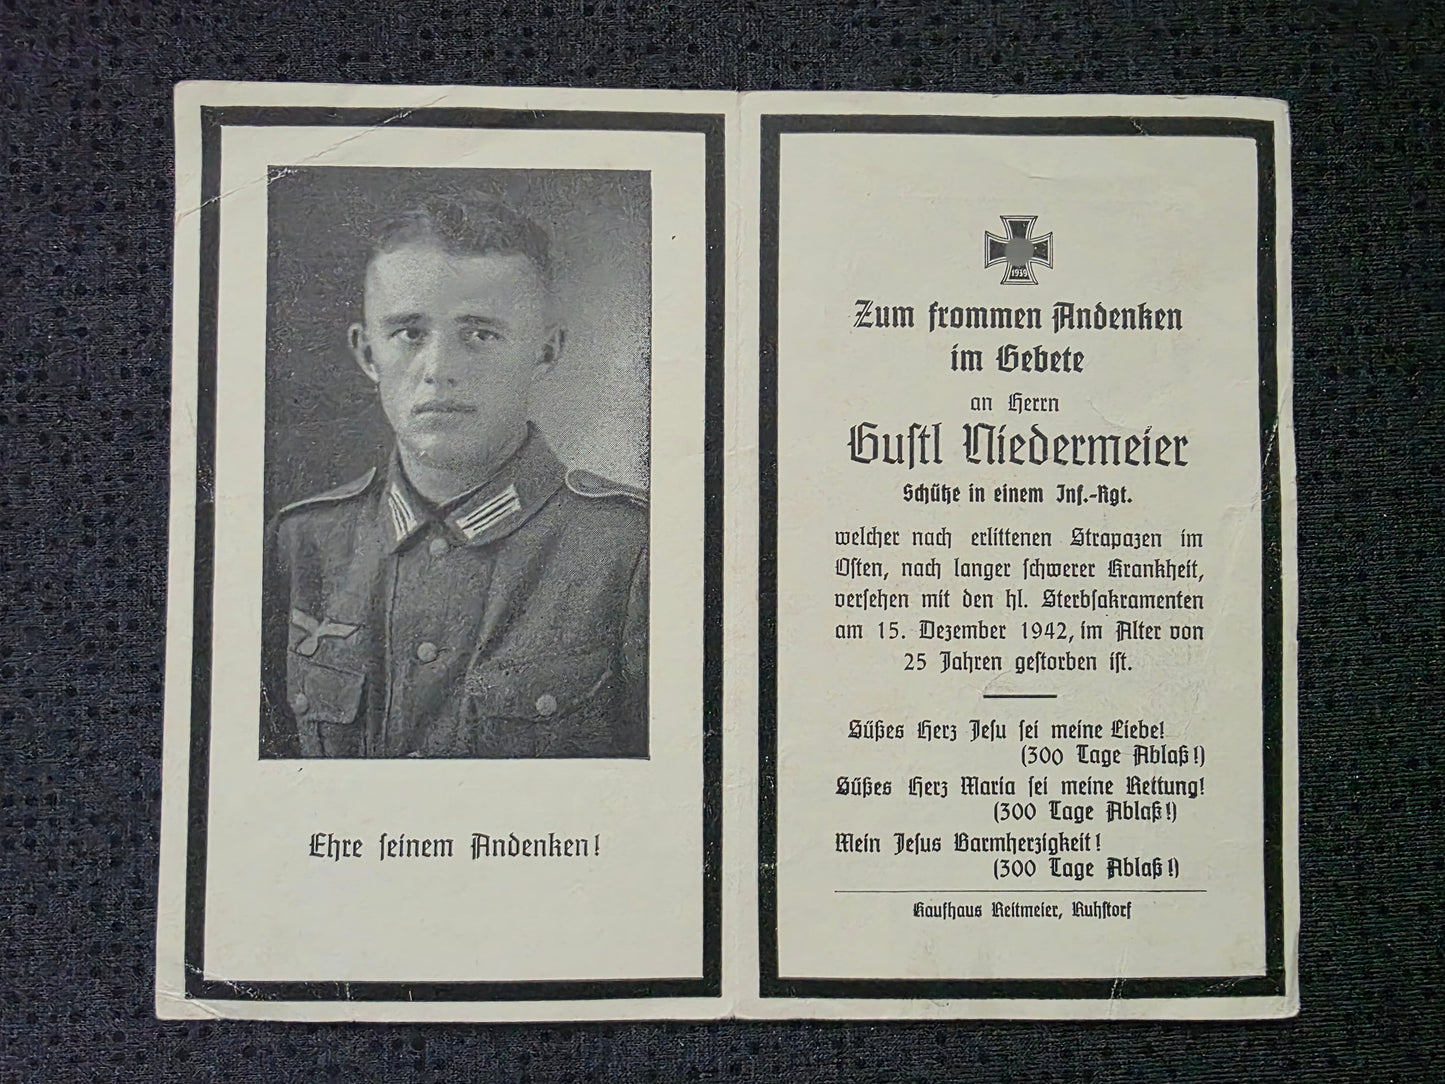 Ehre seinem Andenken!
1939
Zum frommen Andenken
im Gebete
an Herrn
Gustl Niedermeier
Schütze in einem Inf.-Rgt.
welcher nach erlittenen Strapazen im
Osten, nach langer schwerer Krankheit,
versehen mit den hl. Sterbsakramenten
am 15. Dezember 1942, im Alter von
25 Jahren gestorben ist.
Süßes Herz Jesu sei meine Liebe!
(300 Tage Ablaß!)
Süßes Herz Maria sei meine Rettung!
(300 Tage Ablaß!)
Mein Jesus Barmherzigkeit!
(300 Tage Ablaß!)
Kaufhaus Reitmeier, Ruhstorf